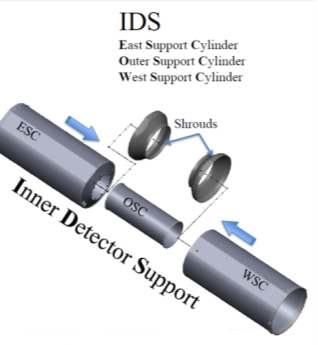 IDS
East Support Cylinder
Outer Support Cylinder
West Support Cylinder
Shrouds
ESC
OSC
Inner Detector Support
WSC